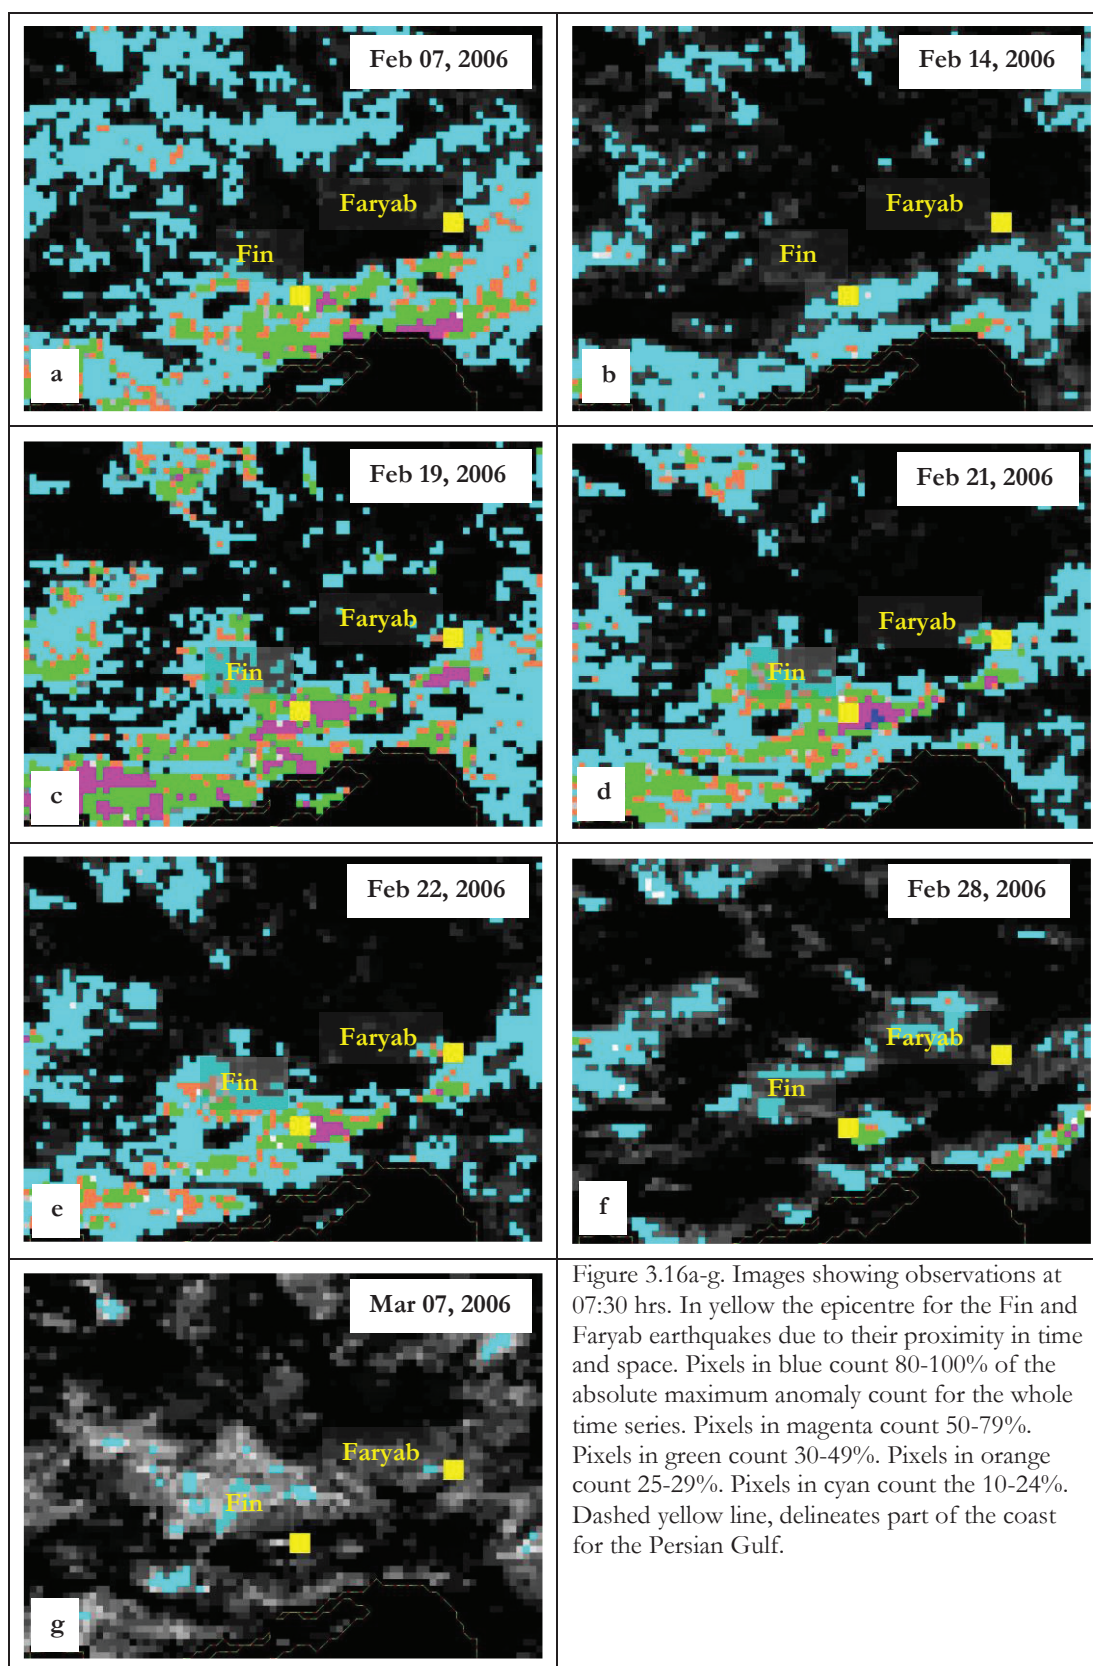 Feb 07, 2006
Faryab
Fin
a
Feb 14, 2006
Faryab
Fin
b
Feb 19, 2006
Faryab
Fin
c
Feb 21, 2006
Faryab
Fin
d
Feb 22, 2006
Faryab
Fin
e
Feb 28, 2006
Faryab
Fin
f
Mar 07, 2006
Faryab
Fin
g
Figure 3.16a-g. Images showing observations at
07:30 hrs. In yellow the epicentre for the Fin and
Faryab earthquakes due to their proximity in time
and space. Pixels in blue count 80-100% of the
absolute maximum anomaly count for the whole
time series. Pixels in magenta count 50-79%.
Pixels in green count 30-49%. Pixels in orange
count 25-29%. Pixels in cyan count the 10-24%.
Dashed yellow line, delineates part of the coast
for the Persian Gulf.